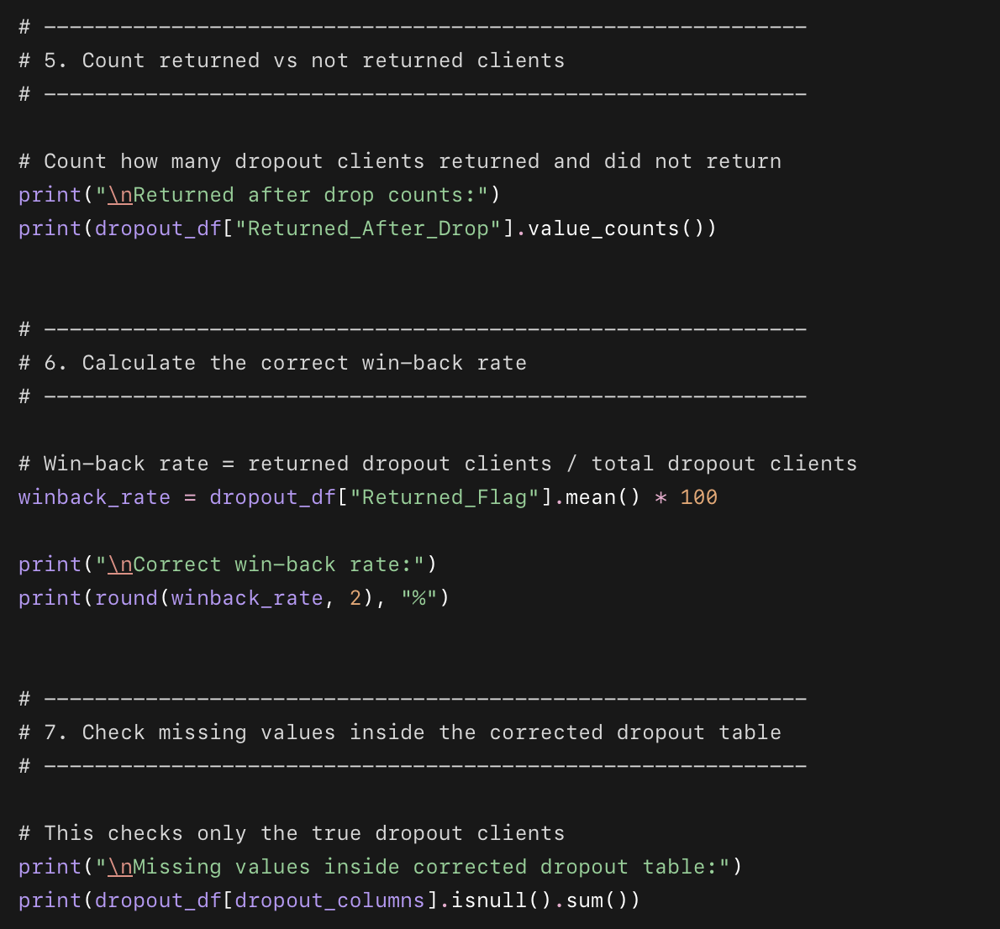 # ------------------------------------------------------------
# 5. Count returned vs not returned clients
# ------------------------------------------------------------
# Count how many dropout clients returned and did not return
print("\nReturned after drop counts:")
print(dropout_df["Returned_After_Drop"].value_counts())
# ------------------------------------------------------------
# 6. Calculate the correct win-back rate
# ------------------------------------------------------------
# Win-back rate = returned dropout clients / total dropout clients
winback_rate = dropout_df["Returned_Flag"].mean() * 100
print("\nCorrect win-back rate:")
print(round(winback_rate, 2), "%")
# ------------------------------------------------------------
# 7. Check missing values inside the corrected dropout table
# ------------------------------------------------------------
# This checks only the true dropout clients
print("\nMissing values inside corrected dropout table:")
print(dropout_df[dropout_columns].isnull().sum())